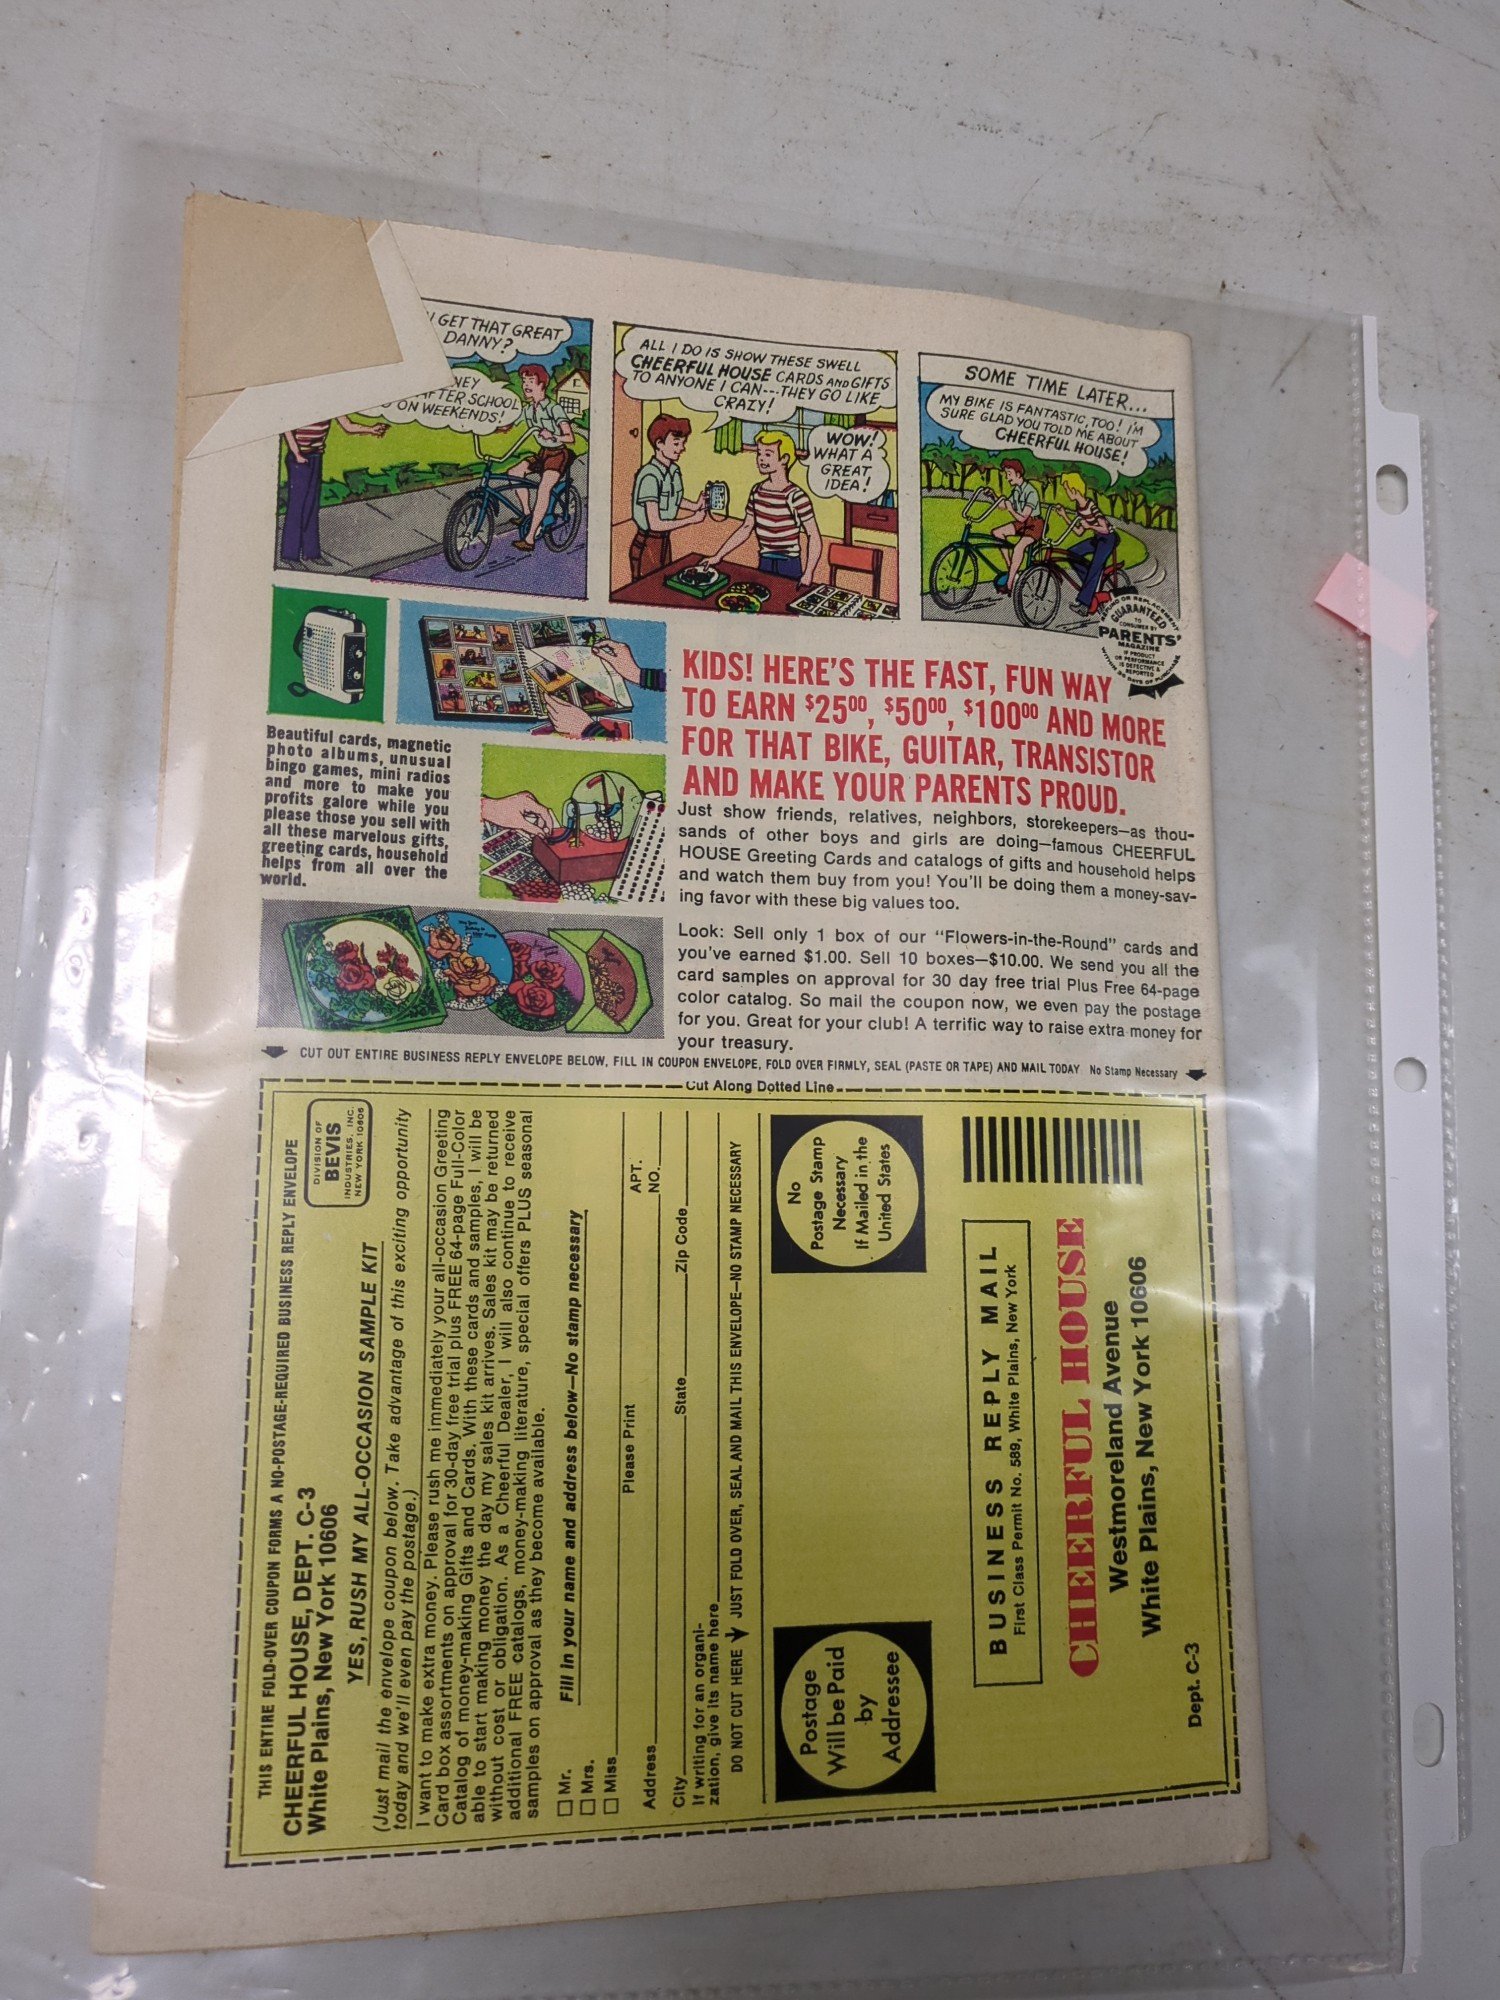 GET THAT GREAT
DANNY?
AFTER SCHOOL
ON WEEKENDS!
ALL I DO IS SHOW THESE SWELL
CHEERFUL HOUSE CARDS AND GIFTS
TO ANYONE I CAN---THEY GO LIKE
CRAZY!
WOW!
WHAT A
GREAT
IDEA!
SOME TIME LATER...
MY BIKE IS FANTASTIC, TOO! I'M
SURE GLAD YOU TOLD ME ABOUT
CHEERFUL HOUSE!
GUARANTEED
TO
CONSUMER BY
PARENTS'
MAGAZINE
IF PRODUCT
OR PERFORMANCE
IS DEFECTIVE &
REPORTED
WITHIN 30 DAYS OF PURCHASE
KIDS! HERE'S THE FAST, FUN WAY
TO EARN $25⁰⁰, $50⁰⁰, $100⁰⁰ AND MORE
FOR THAT BIKE, GUITAR, TRANSISTOR
AND MAKE YOUR PARENTS PROUD.
Beautiful cards, magnetic
photo albums, unusual
bingo games, mini radios
and more to make you
profits galore while you
please those you sell with
all these marvelous gifts,
greeting cards, household
helps from all over the
world.
Just show friends, relatives, neighbors, storekeepers—as thou-
sands of other boys and girls are doing—famous CHEERFUL
HOUSE Greeting Cards and catalogs of gifts and household helps
and watch them buy from you! You'll be doing them a money-sav-
ing favor with these big values too.
Look: Sell only 1 box of our "Flowers-in-the-Round" cards and
you've earned $1.00. Sell 10 boxes—$10.00. We send you all the
card samples on approval for 30 day free trial Plus Free 64-page
color catalog. So mail the coupon now, we even pay the postage
for you. Great for your club! A terrific way to raise extra money for
your treasury.
CUT OUT ENTIRE BUSINESS REPLY ENVELOPE BELOW, FILL IN COUPON ENVELOPE, FOLD OVER FIRMLY, SEAL (PASTE OR TAPE) AND MAIL TODAY No Stamp Necessary
Cut Along Dotted Line
THIS ENTIRE FOLD-OVER COUPON FORMS A NO-POSTAGE-REQUIRED BUSINESS REPLY ENVELOPE
CHEERFUL HOUSE, DEPT. C-3
White Plains, New York 10606
DIVISION OF
BEVIS
INDUSTRIES, INC.
NEW YORK 10606
YES, RUSH MY ALL-OCCASION SAMPLE KIT
(Just mail the envelope coupon below. Take advantage of this exciting opportunity
today and we'll even pay the postage.)
I want to make extra money. Please rush me immediately your all-occasion Greeting
Card box assortments on approval for 30-day free trial plus FREE 64-page Full-Color
Catalog of money-making Gifts and Cards. With these cards and samples, I will be
able to start making money the day my sales kit arrives. Sales kit may be returned
without cost or obligation. As a Cheerful Dealer, I will also continue to receive
additional FREE catalogs, money-making literature, special offers PLUS seasonal
samples on approval as they become available.
Fill in your name and address below—No stamp necessary
Mr.
Mrs.
Miss
Please Print
Address
APT. NO.
City State Zip Code
If writing for an organi-
zation, give its name here
DO NOT CUT HERE JUST FOLD OVER, SEAL AND MAIL THIS ENVELOPE—NO STAMP NECESSARY
Postage
Will be Paid
by
Addressee
No
Postage Stamp
Necessary
If Mailed in the
United States
BUSINESS REPLY MAIL
First Class Permit No. 589, White Plains, New York
CHEERFUL HOUSE
Westmoreland Avenue
White Plains, New York 10606
Dept. C-3